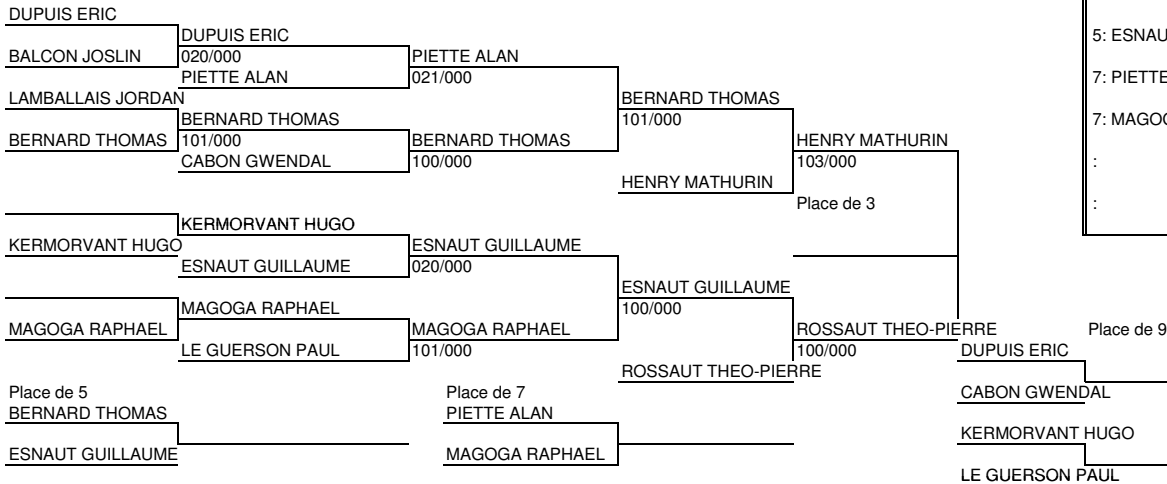 DUPUIS ERIC
DUPUIS ERIC
5: ESNAU
BALCON JOSLIN
020/000
PIETTE ALAN
PIETTE ALAN
021/000
7: PIETTE
LAMBALLAIS JORDAN
BERNARD THOMAS
BERNARD THOMAS
101/000
7: MAGOG
BERNARD THOMAS
101/000
BERNARD THOMAS
HENRY MATHURIN
CABON GWENDAL
100/000
103/000
:
HENRY MATHURIN
Place de 3
:
KERMORVANT HUGO
KERMORVANT HUGO
ESNAUT GUILLAUME
ESNAUT GUILLAUME
020/000
ESNAUT GUILLAUME
MAGOGA RAPHAEL
100/000
MAGOGA RAPHAEL
MAGOGA RAPHAEL
ROSSAUT THEO-PIERRE
Place de 9
LE GUERSON PAUL
101/000
100/000
DUPUIS ERIC
ROSSAUT THEO-PIERRE
Place de 5
Place de 7
CABON GWENDAL
BERNARD THOMAS
PIETTE ALAN
KERMORVANT HUGO
ESNAUT GUILLAUME
MAGOGA RAPHAEL
LE GUERSON PAUL